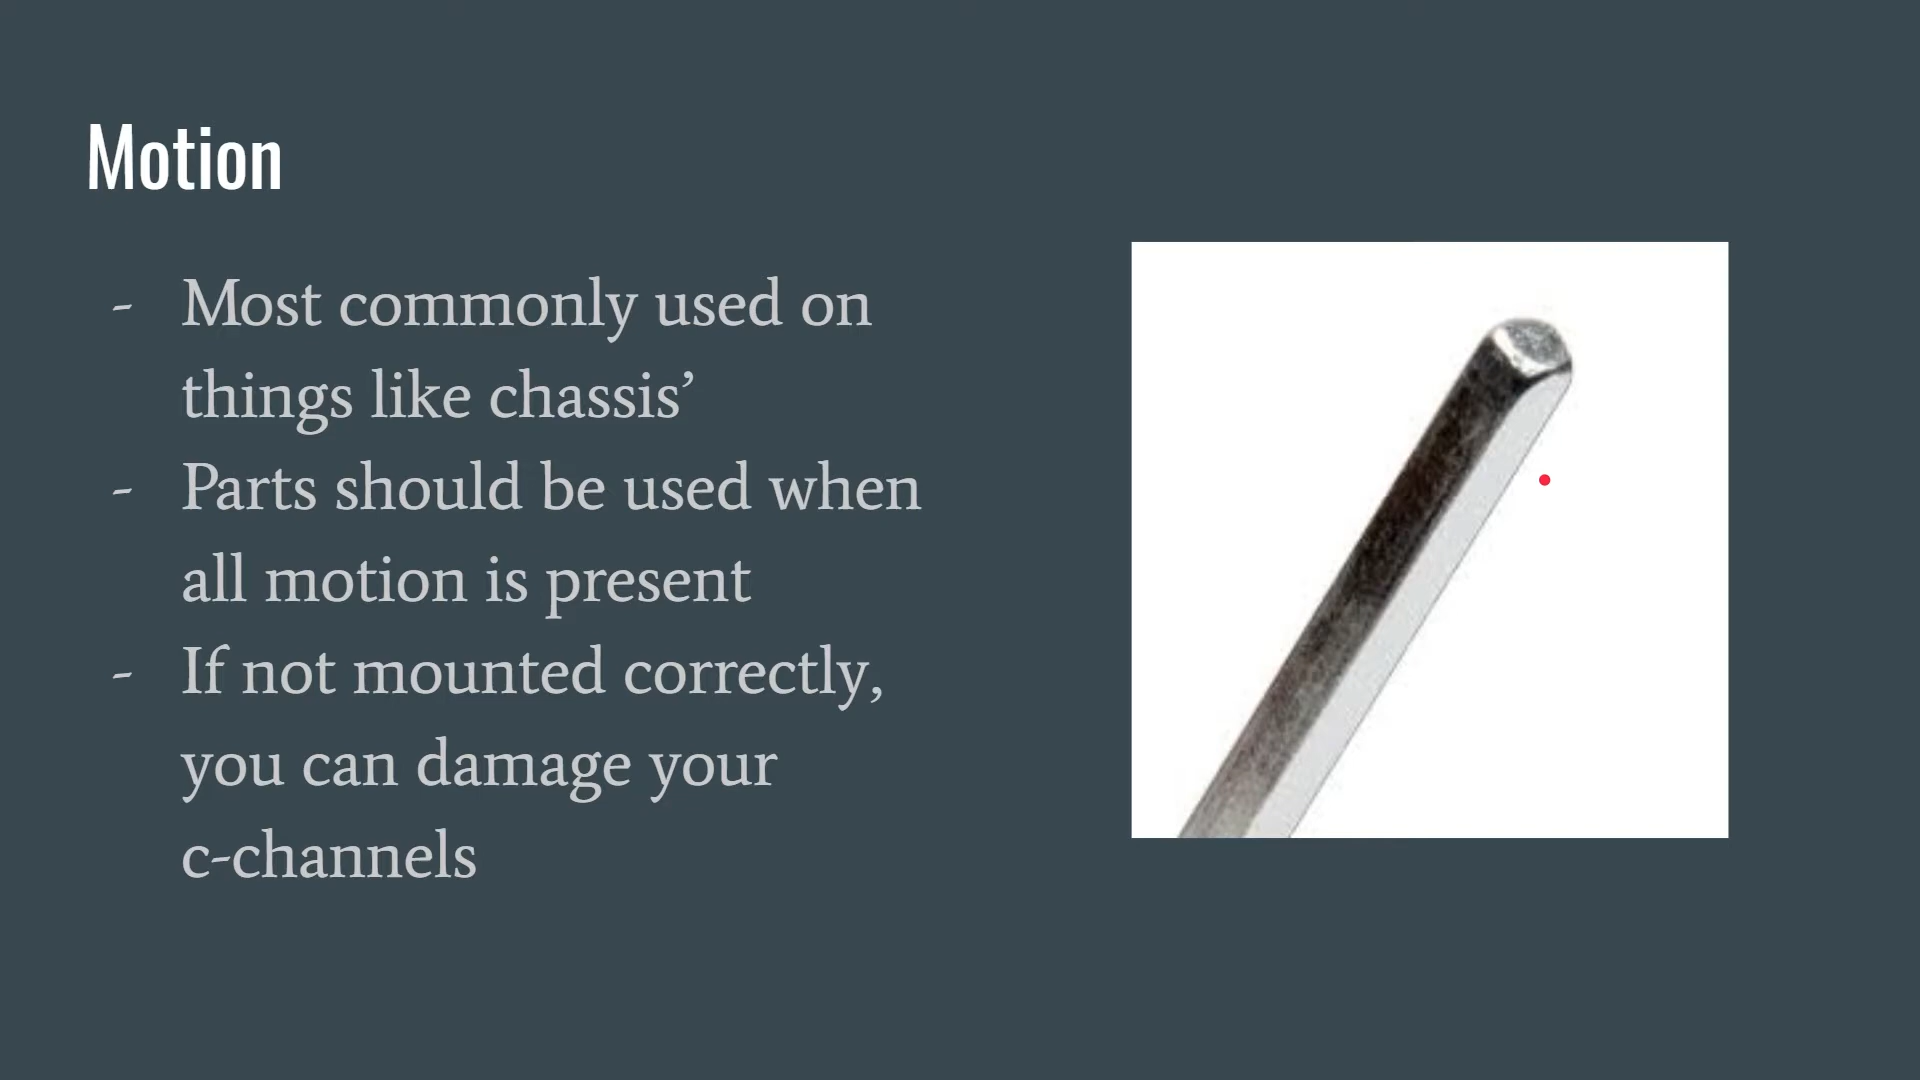 Motion
- Most commonly used on
things like chassis’
- Parts should be used when
all motion is present
- If not mounted correctly,
you can damage your
c-channels